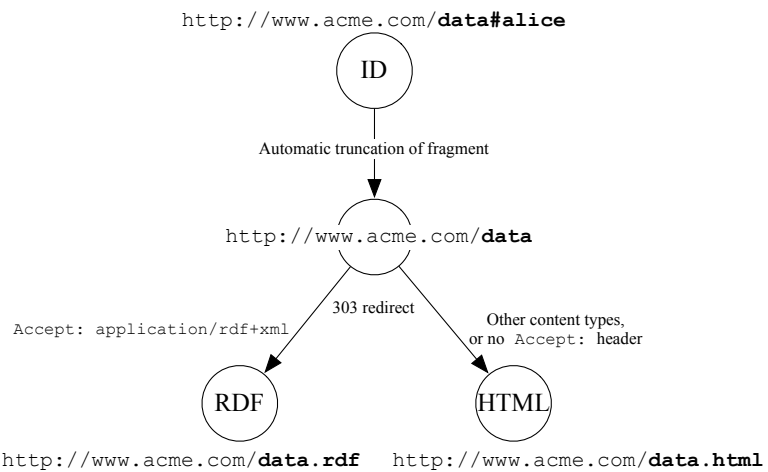 http://www.acme.com/data#alice
ID
Automatic truncation of fragment
http://www.acme.com/data
303 redirect
Accept: application/rdf+xml
Other content types,
or no Accept: header
RDF
HTML
http://www.acme.com/data.rdf
http://www.acme.com/data.html